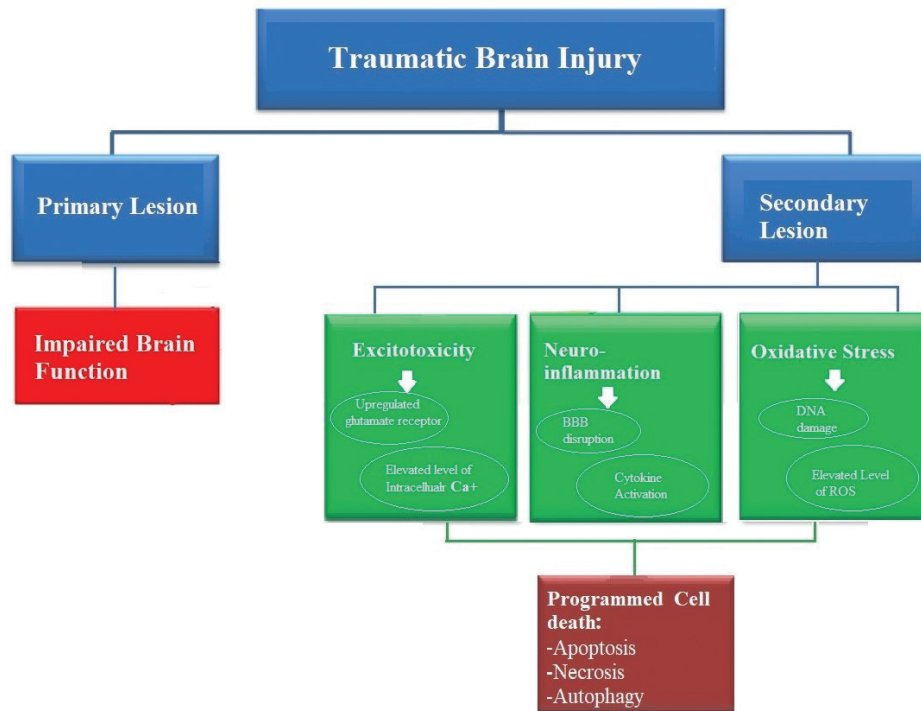 Traumatic Brain Injury
Primary Lesion
Secondary
Lesion
Impaired Brain
Function
Excitotoxicity
Upregulated
glutamate receptor
Elevated level of
Intracellualr Ca+
Neuro-
inflammation
BBB
disruption
Cytokine
Activation
Oxidative Stress
DNA
damage
Elevated Level
of ROS
Programmed Cell
death:
-Apoptosis
-Necrosis
-Autophagy